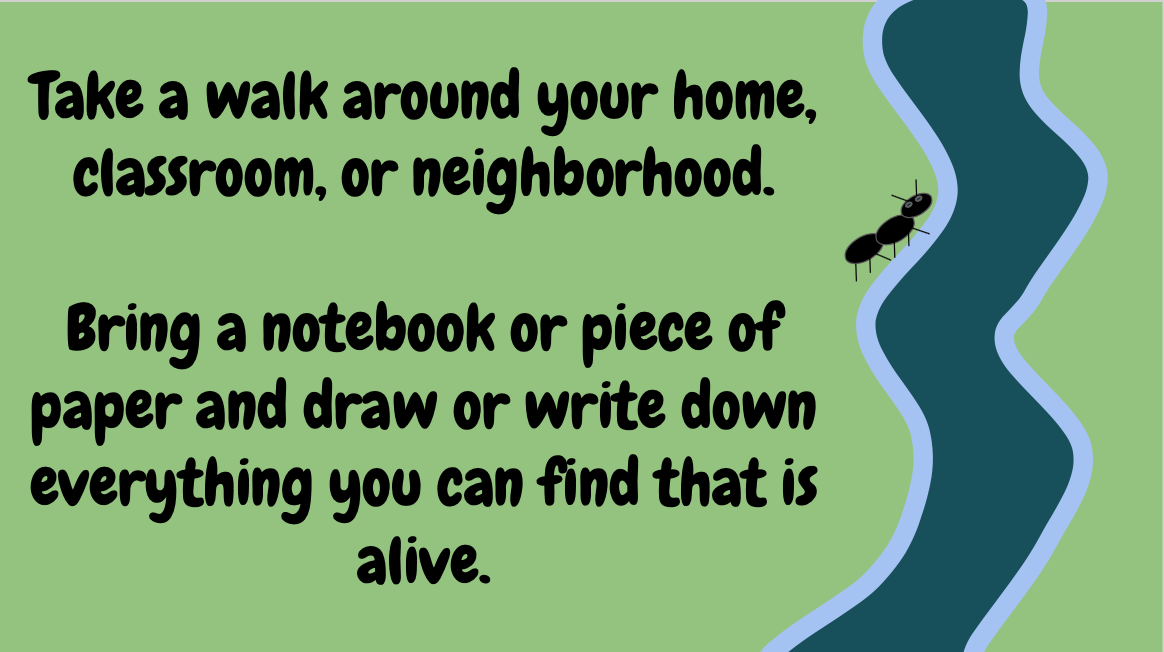 Take a walk around your home,
classroom, or neighborhood.
Bring a notebook or piece of
paper and draw or write down
everything you can find that is
alive.